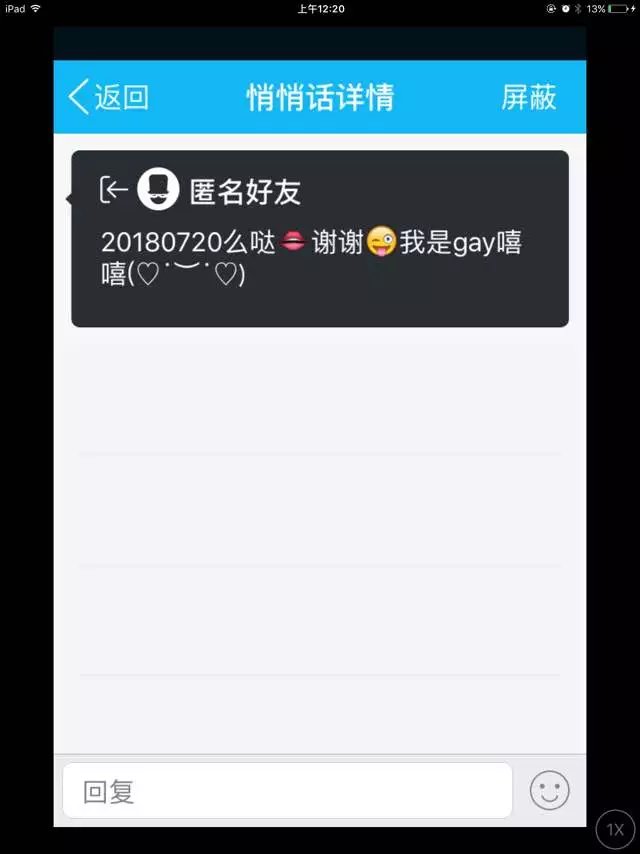 iPad 上午12:20 13%
返回 悄悄话详情 屏蔽
匿名好友
20180720么哒💋谢谢😜我是gay嘻
嘻(♡˙︶˙♡)
回复
1X